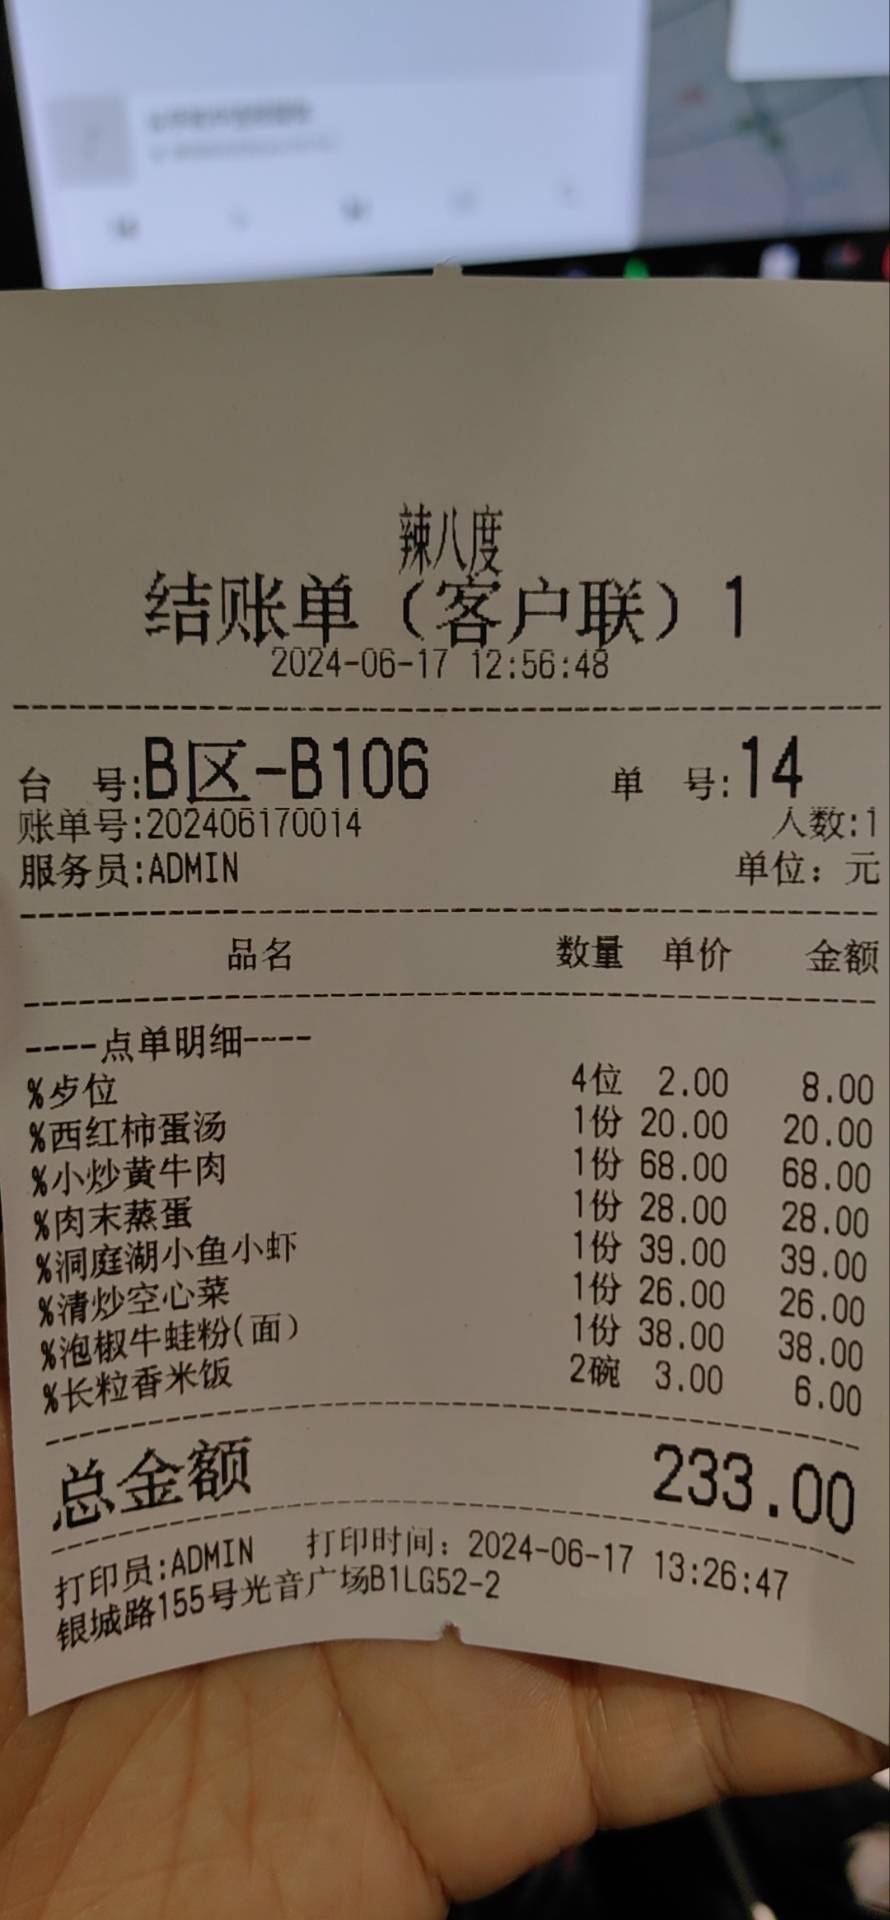 辣八度
结账单（客户联）1
2024-06-17 12:56:48
台 号:B区-B106 单 号:14
账单号:202406170014 人数:1
服务员:ADMIN 单位：元
品名 数量 单价 金额
----点单明细----
%歺位 4位 2.00 8.00
%西红柿蛋汤 1份 20.00 20.00
%小炒黄牛肉 1份 68.00 68.00
%肉末蒸蛋 1份 28.00 28.00
%洞庭湖小鱼小虾 1份 39.00 39.00
%清炒空心菜 1份 26.00 26.00
%泡椒牛蛙粉(面） 1份 38.00 38.00
%长粒香米饭 2碗 3.00 6.00
总金额 233.00
打印员:ADMIN 打印时间：2024-06-17 13:26:47
银城路155号光音广场B1LG52-2